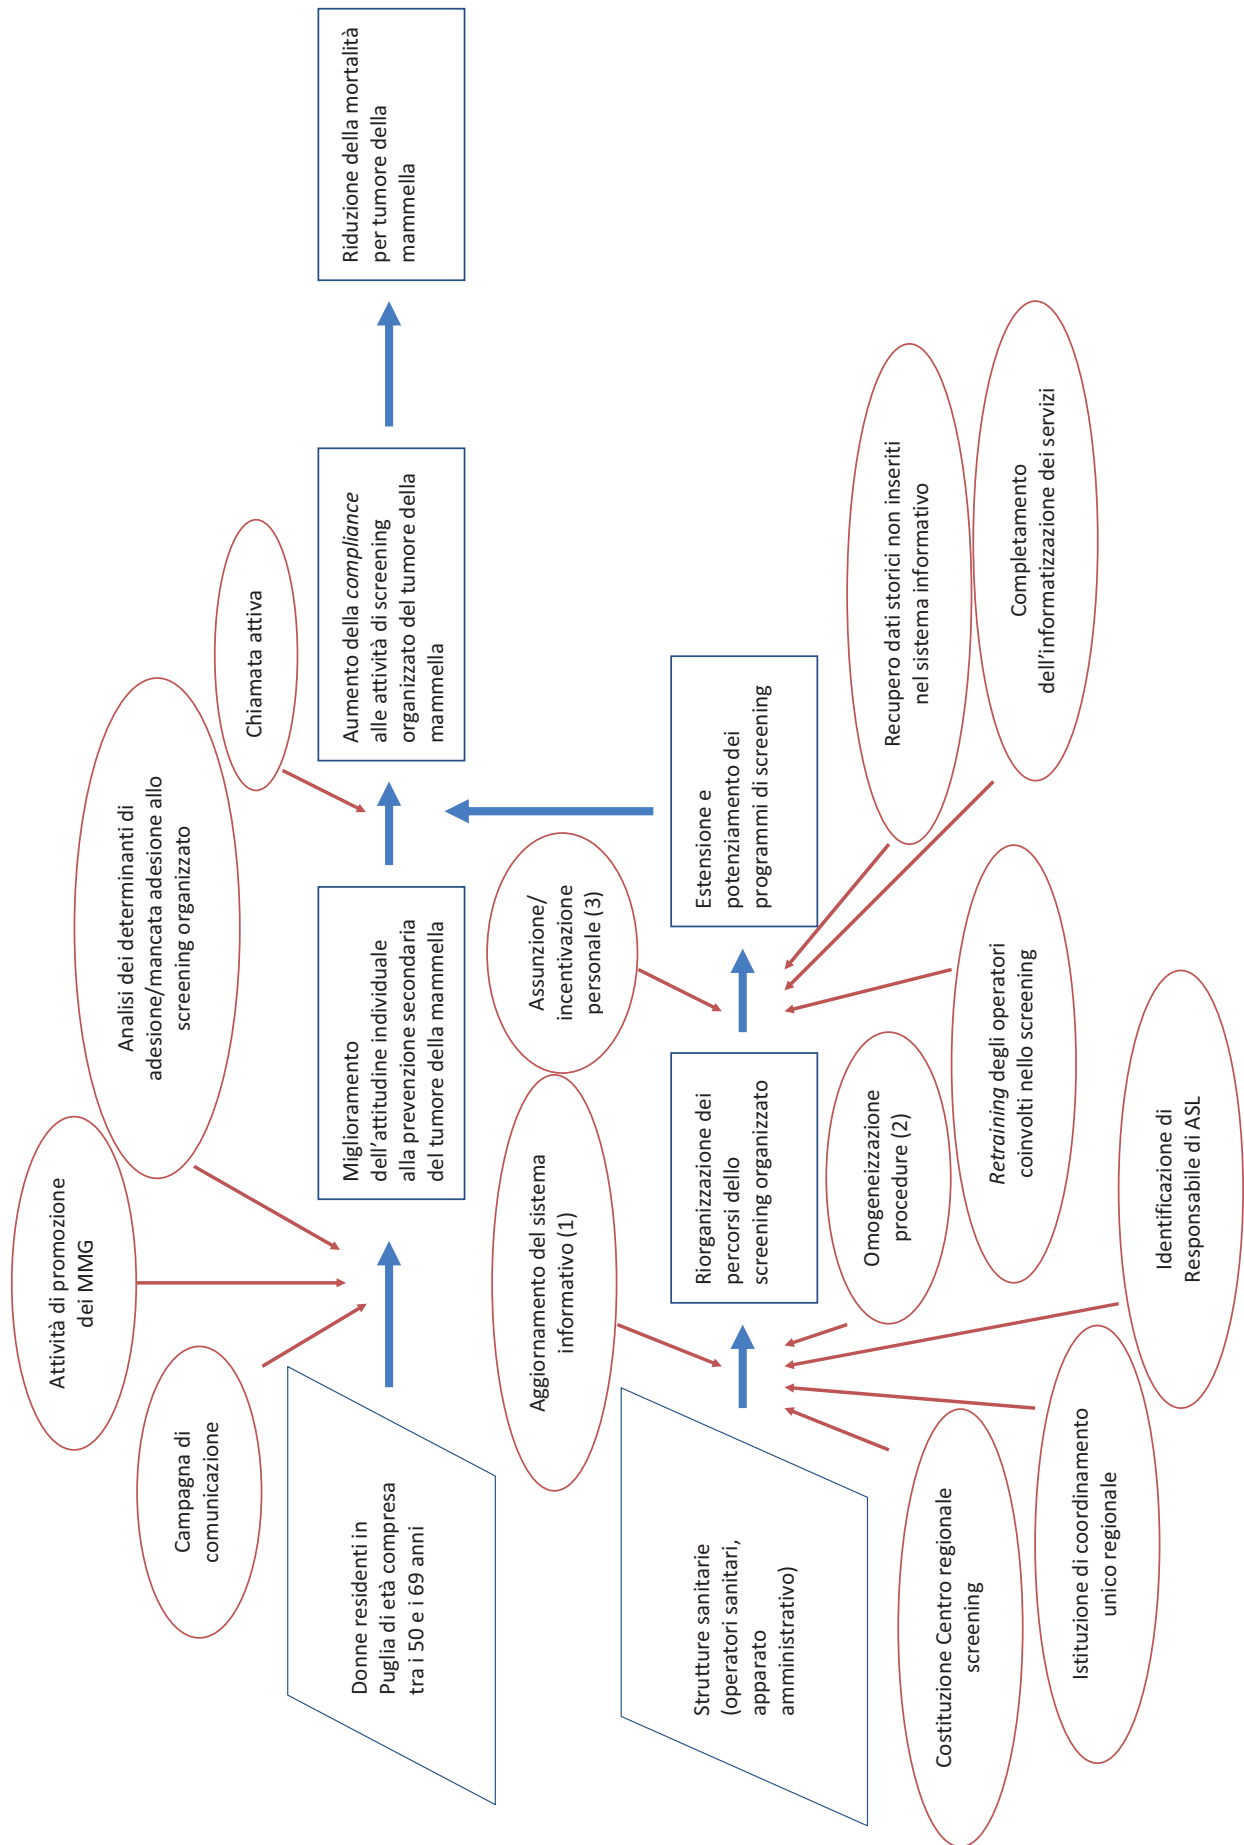 Attività di promozione
dei MMG
Analisi dei determinanti di
adesione/mancata adesione allo
screening organizzato
Campagna di
comunicazione
Chiamata attiva
Donne residenti in
Puglia di età compresa
tra i 50 e i 69 anni
Miglioramento
dell'attitudine individuale
alla prevenzione secondaria
del tumore della mammella
Aumento della compliance
alle attività di screening
organizzato del tumore della
mammella
Riduzione della mortalità
per tumore della
mammella
Aggiornamento del sistema
informativo (1)
Assunzione/
incentivazione
personale (3)
Strutture sanitarie
(operatori sanitari,
apparato
amministrativo)
Riorganizzazione dei
percorsi dello
screening organizzato
Estensione e
potenziamento dei
programmi di screening
Omogeneizzazione
procedure (2)
Recupero dati storici non inseriti
nel sistema informativo
Costituzione Centro regionale
screening
Retraining degli operatori
coinvolti nello screening
Completamento
dell'informatizzazione dei servizi
Istituzione di coordinamento
unico regionale
Identificazione di
Responsabile di ASL